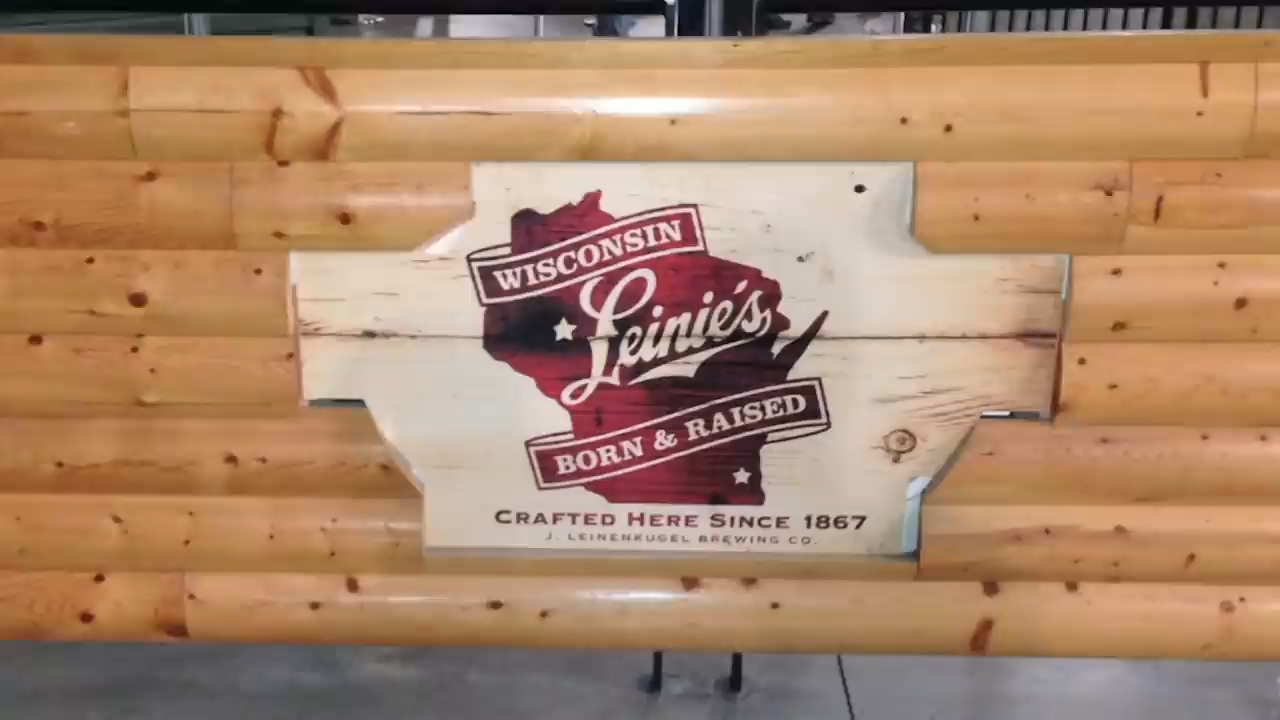 WISCONSIN
Leinie's
BORN & RAISED
CRAFTED HERE SINCE 1867
J. LEINENKUGEL BREWING CO.